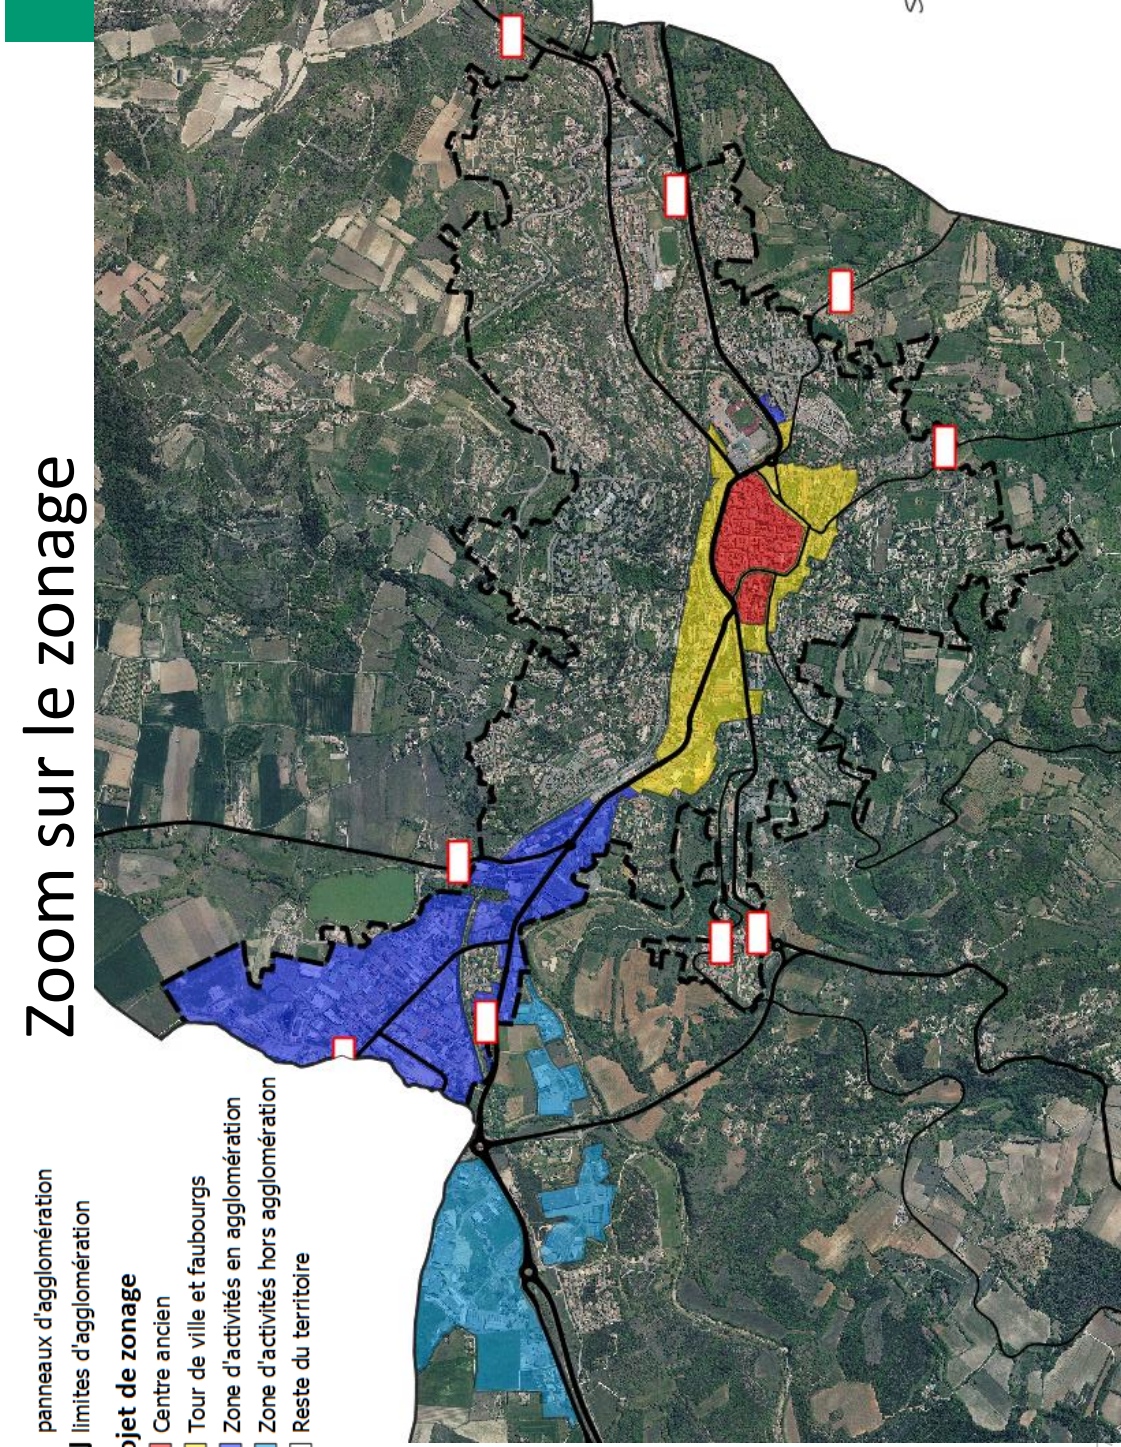 Zoom sur le zonage
panneaux d'agglomération
limites d'agglomération
ojet de zonage
Centre ancien
Tour de ville et faubourgs
Zone d'activités en agglomération
Zone d'activités hors agglomération
Reste du territoire